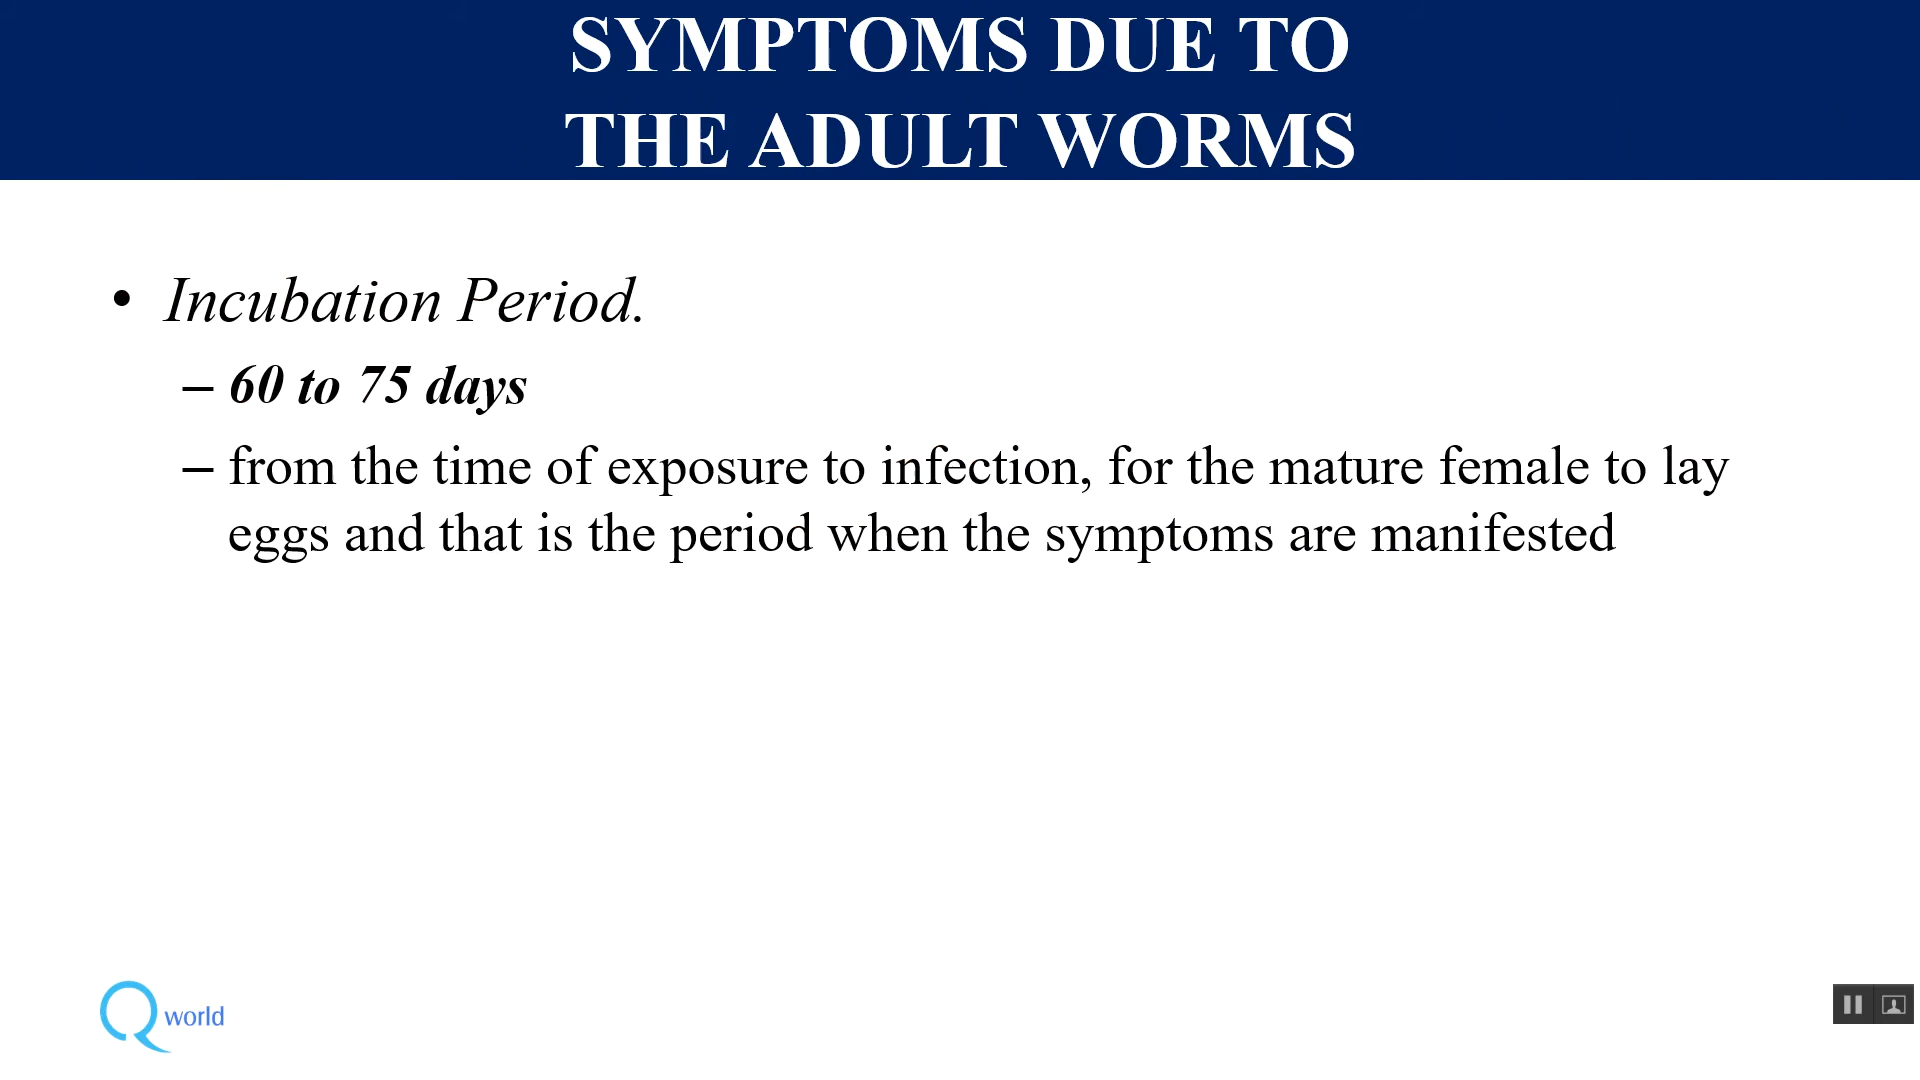 SYMPTOMS DUE TO
THE ADULT WORMS
• Incubation Period.
– 60 to 75 days
– from the time of exposure to infection, for the mature female to lay
eggs and that is the period when the symptoms are manifested
Q world